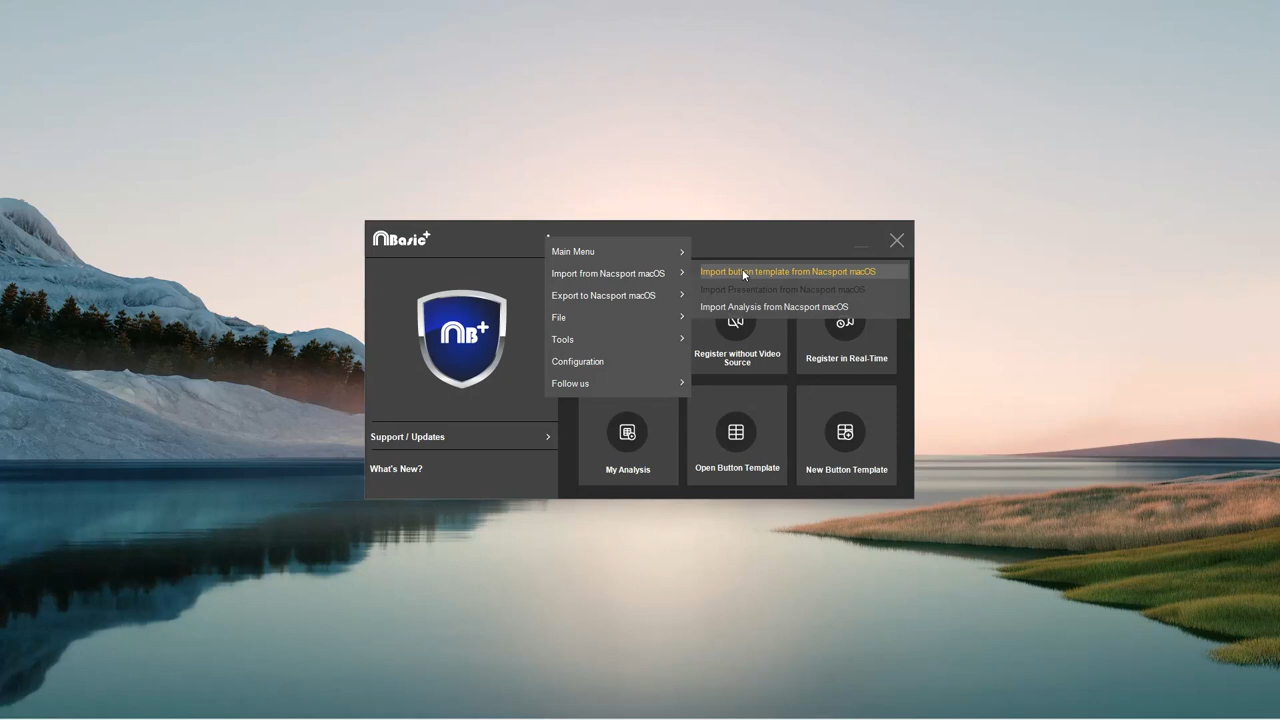 nBasic+
Main Menu
Import from Nacsport macOS
Export to Nacsport macOS
File
Tools
Configuration
Follow us
Import button template from Nacsport macOS
Import Presentation from Nacsport macOS
Import Analysis from Nacsport macOS
nB+
Register without Video
Source
Register in Real-Time
Support / Updates
What's New?
My Analysis
Open Button Template
New Button Template